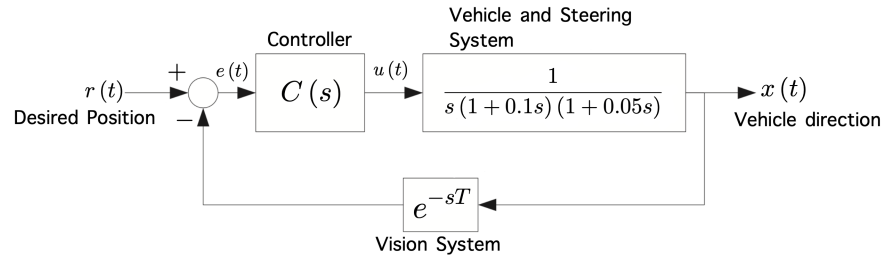 Vehicle and Steering
System
Controller
+
e(t)
u(t)
r(t)
C(s)
1
s(1+0.1s)(1+0.05s)
x(t)
Desired Position
−
Vehicle direction
e^{-sT}
Vision System